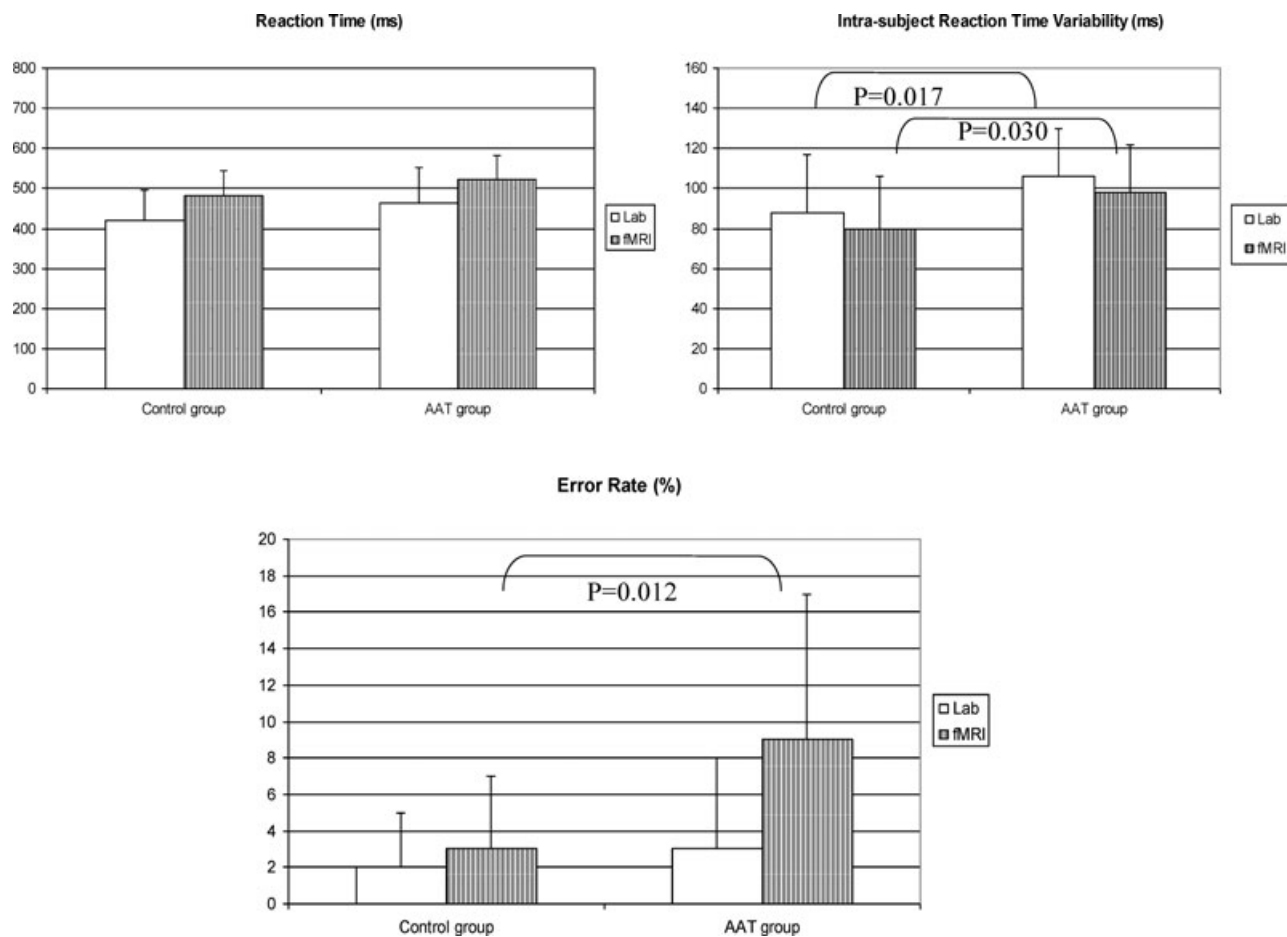 Reaction Time (ms)
800
700
600
500
400
300
200
100
0
Control group AAT group
Lab
fMRI
Intra-subject Reaction Time Variability (ms)
160
140
120
100
80
60
40
20
0
P=0.017
P=0.030
Control group AAT group
Lab
fMRI
Error Rate (%)
20
18
16
14
12
10
8
6
4
2
0
P=0.012
Control group AAT group
Lab
fMRI